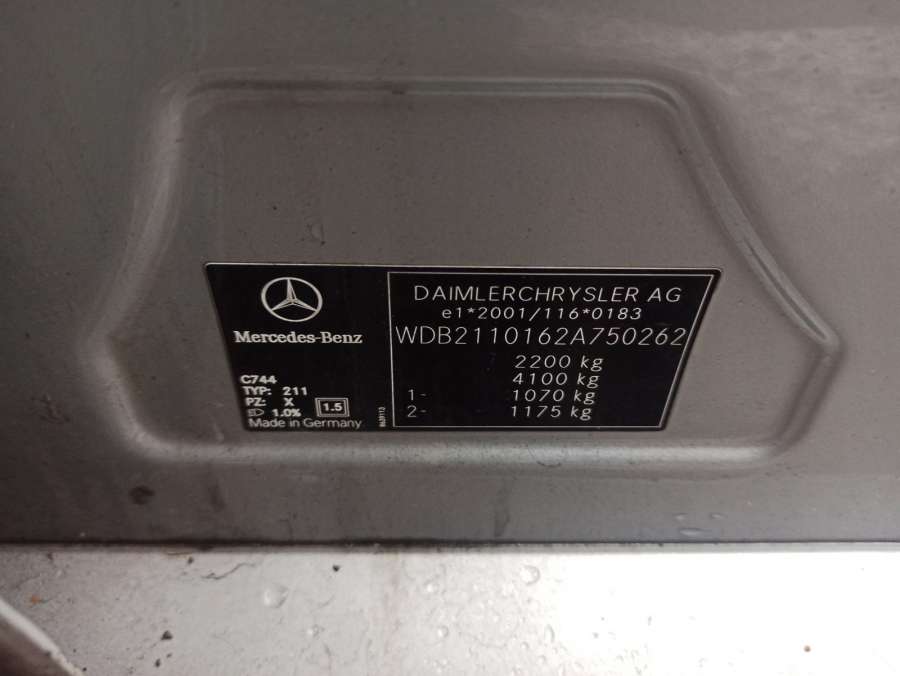 Mercedes-Benz
C744
TYP: 211
PZ: X
1.0% 1.5
Made in Germany
DAIMLERCHRYSLER AG
e1*2001/116*0183
WDB2110162A750262
2200 kg
4100 kg
1- 1070 kg
2- 1175 kg